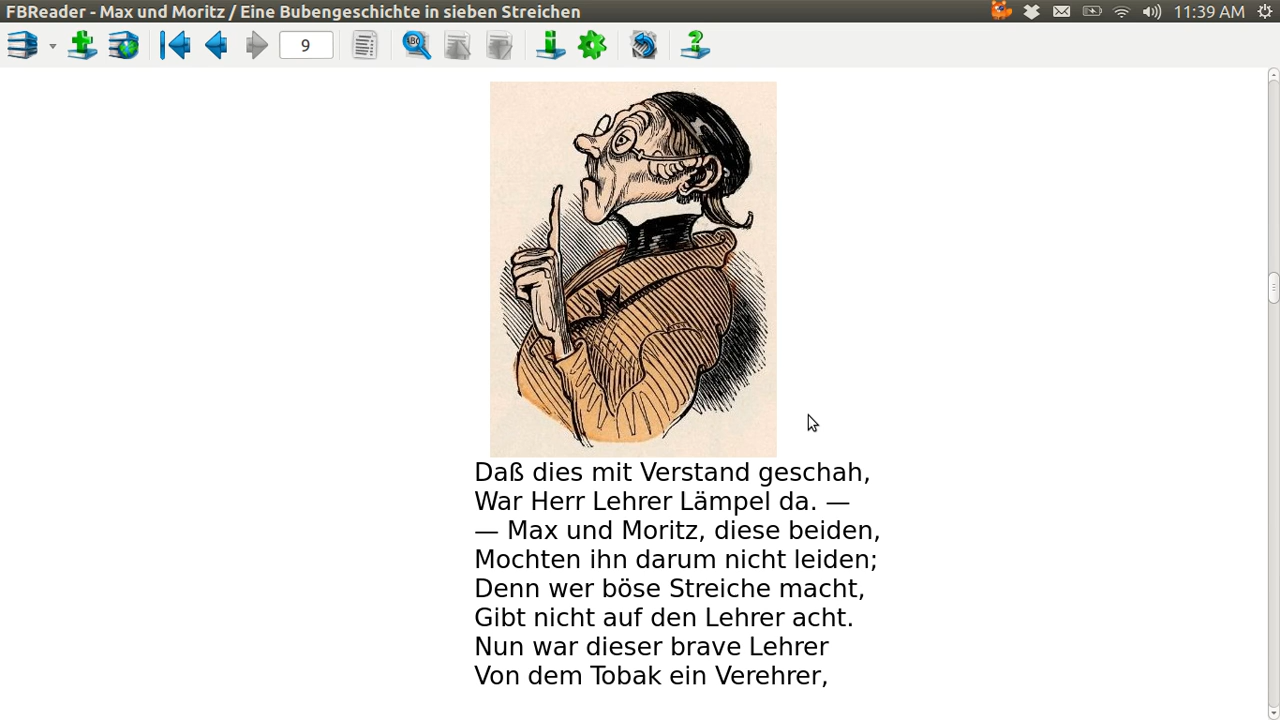 FBReader - Max und Moritz / Eine Bubengeschichte in sieben Streichen
11:39 AM
9
ABC
Daß dies mit Verstand geschah,
War Herr Lehrer Lämpel da. —
— Max und Moritz, diese beiden,
Mochten ihn darum nicht leiden;
Denn wer böse Streiche macht,
Gibt nicht auf den Lehrer acht.
Nun war dieser brave Lehrer
Von dem Tobak ein Verehrer,